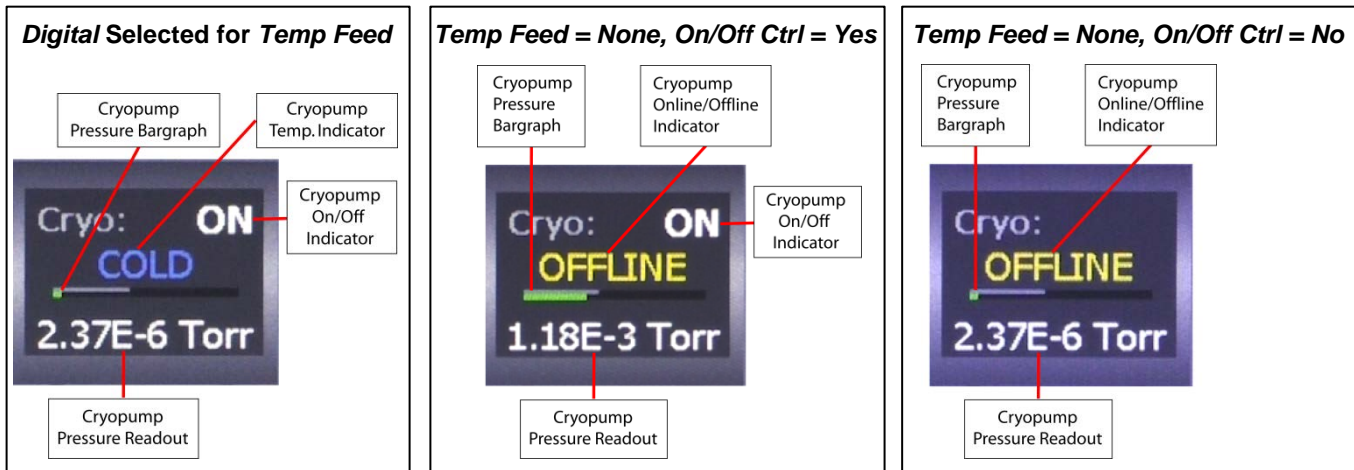 Digital Selected for Temp Feed
Cryopump
Pressure Bargraph
Cryopump
Temp. Indicator
Cryopump
On/Off
Indicator
Cryo: ON
COLD
2.37E-6 Torr
Cryopump
Pressure Readout
Temp Feed = None, On/Off Ctrl = Yes
Cryopump
Pressure
Bargraph
Cryopump
Online/Offline
Indicator
Cryopump
On/Off
Indicator
Cryo: ON
OFFLINE
1.18E-3 Torr
Cryopump
Pressure Readout
Temp Feed = None, On/Off Ctrl = No
Cryopump
Pressure
Bargraph
Cryopump
Online/Offline
Indicator
Cryo:
OFFLINE
2.37E-6 Torr
Cryopump
Pressure Readout